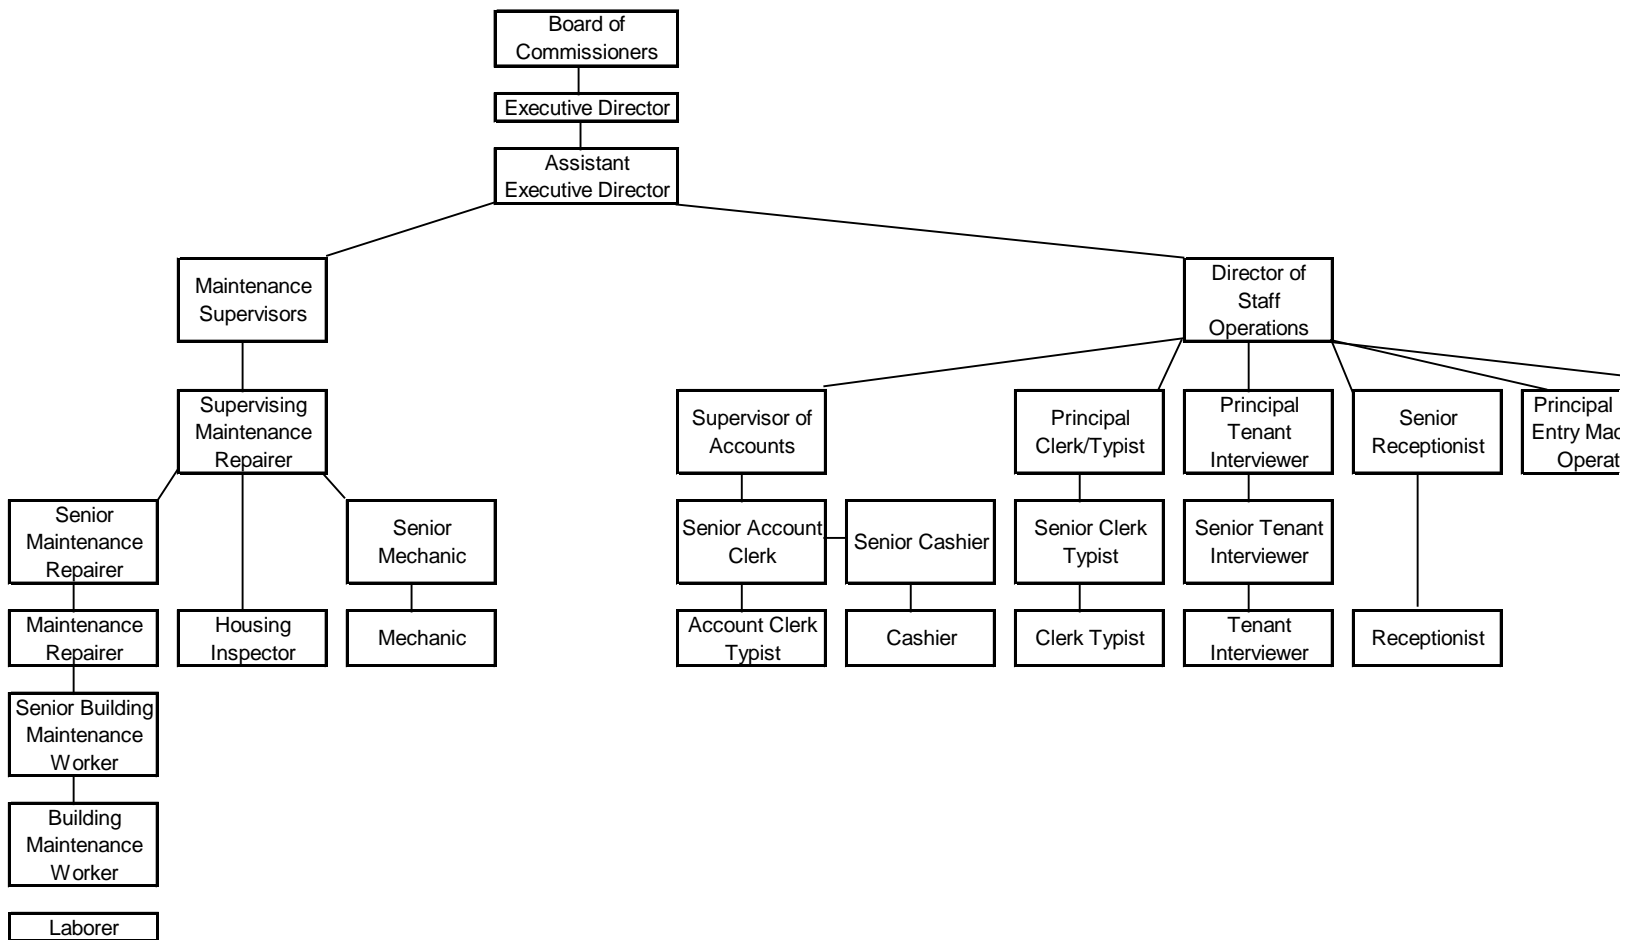 Board of
Commissioners
Executive Director
Assistant
Executive Director
Maintenance
Supervisors
Director of
Staff
Operations
Supervising
Maintenance
Repairer
Supervisor of
Accounts
Principal
Clerk/Typist
Principal
Tenant
Interviewer
Senior
Receptionist
Principal
Entry
Senior
Maintenance
Repairer
Senior
Mechanic
Senior Account
Clerk
Senior Cashier
Senior Clerk
Typist
Senior Tenant
Interviewer
Maintenance
Repairer
Housing
Inspector
Mechanic
Account Clerk
Typist
Cashier
Clerk Typist
Tenant
Interviewer
Receptionist
Senior Building
Maintenance
Worker
Building
Maintenance
Worker
Laborer